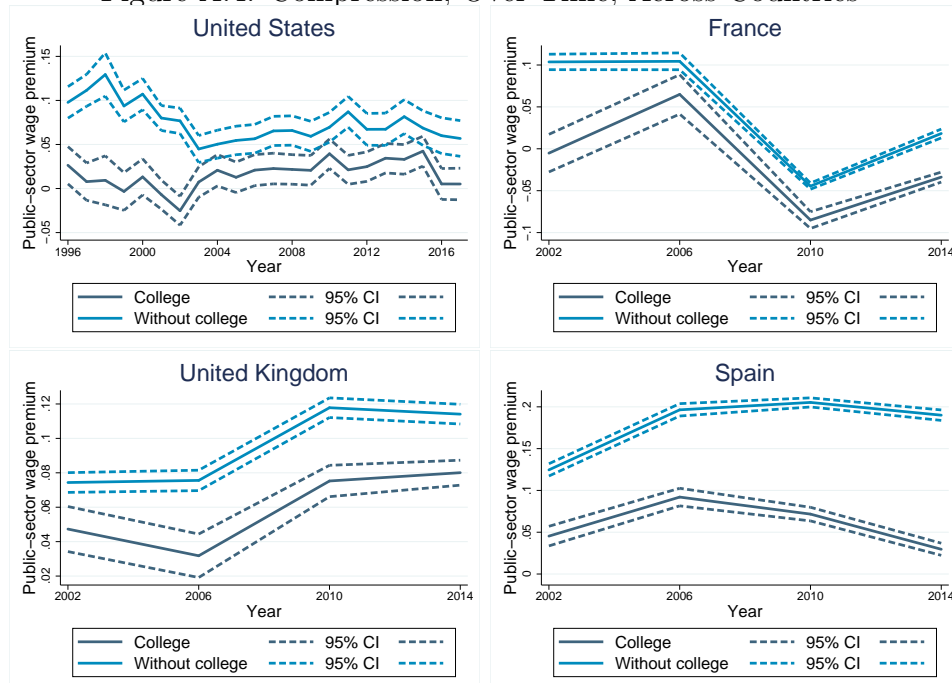 United States
Public−sector wage premium
−.05 0 .05 .1 .15
1996 2000 2004 2008 2012 2016
Year
College 95% CI
Without college 95% CI
France
Public−sector wage premium
−.1 −.05 0 .05 .1
2002 2006 2010 2014
Year
College 95% CI
Without college 95% CI
United Kingdom
Public−sector wage premium
.02 .04 .06 .08 .1 .12
2002 2006 2010 2014
Year
College 95% CI
Without college 95% CI
Spain
Public−sector wage premium
0 .05 .1 .15 .2
2002 2006 2010 2014
Year
College 95% CI
Without college 95% CI